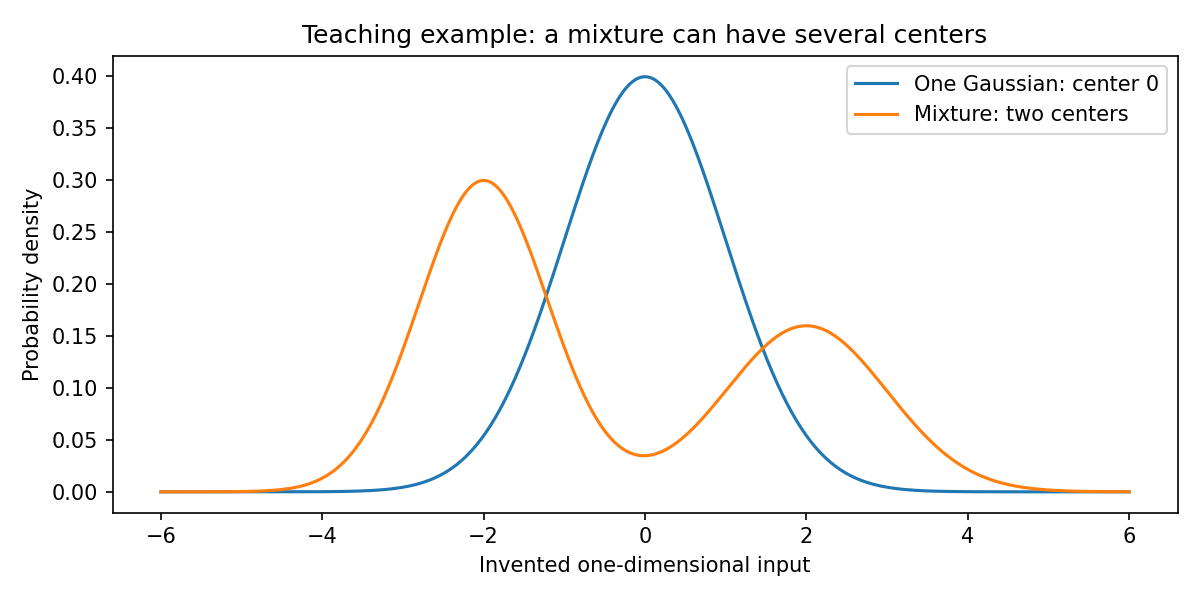 Teaching example: a mixture can have several centers
One Gaussian: center 0
Mixture: two centers
Probability density
0.40
0.35
0.30
0.25
0.20
0.15
0.10
0.05
0.00
−6 −4 −2 0 2 4 6
Invented one-dimensional input